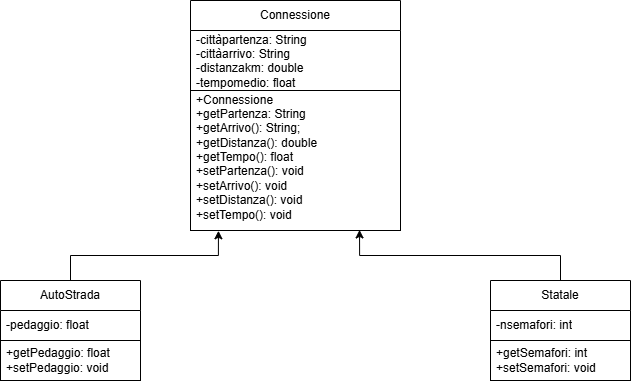 Connessione
-cittàpartenza: String
-cittàarrivo: String
-distanzakm: double
-tempomedio: float
+Connessione
+getPartenza: String
+getArrivo(): String;
+getDistanza(): double
+getTempo(): float
+setPartenza(): void
+setArrivo(): void
+setDistanza(): void
+setTempo(): void
AutoStrada
-pedaggio: float
+getPedaggio: float
+setPedaggio: void
Statale
-nsemafori: int
+getSemafori: int
+setSemafori: void